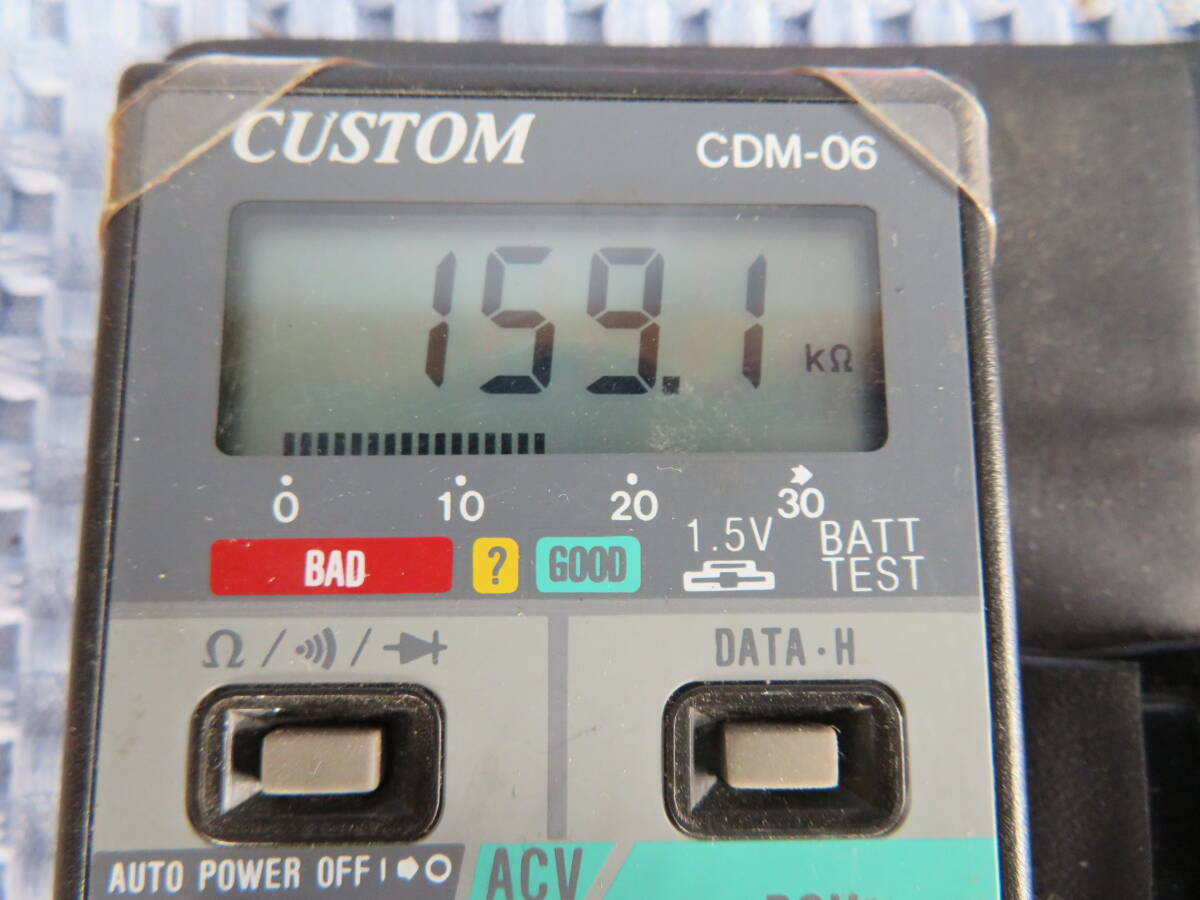 CUSTOM CDM-06
159.1 kΩ
0 10 20 30
BAD ? GOOD 1.5V BATT TEST
Ω / / DATA·H
AUTO POWER OFF I O ACV